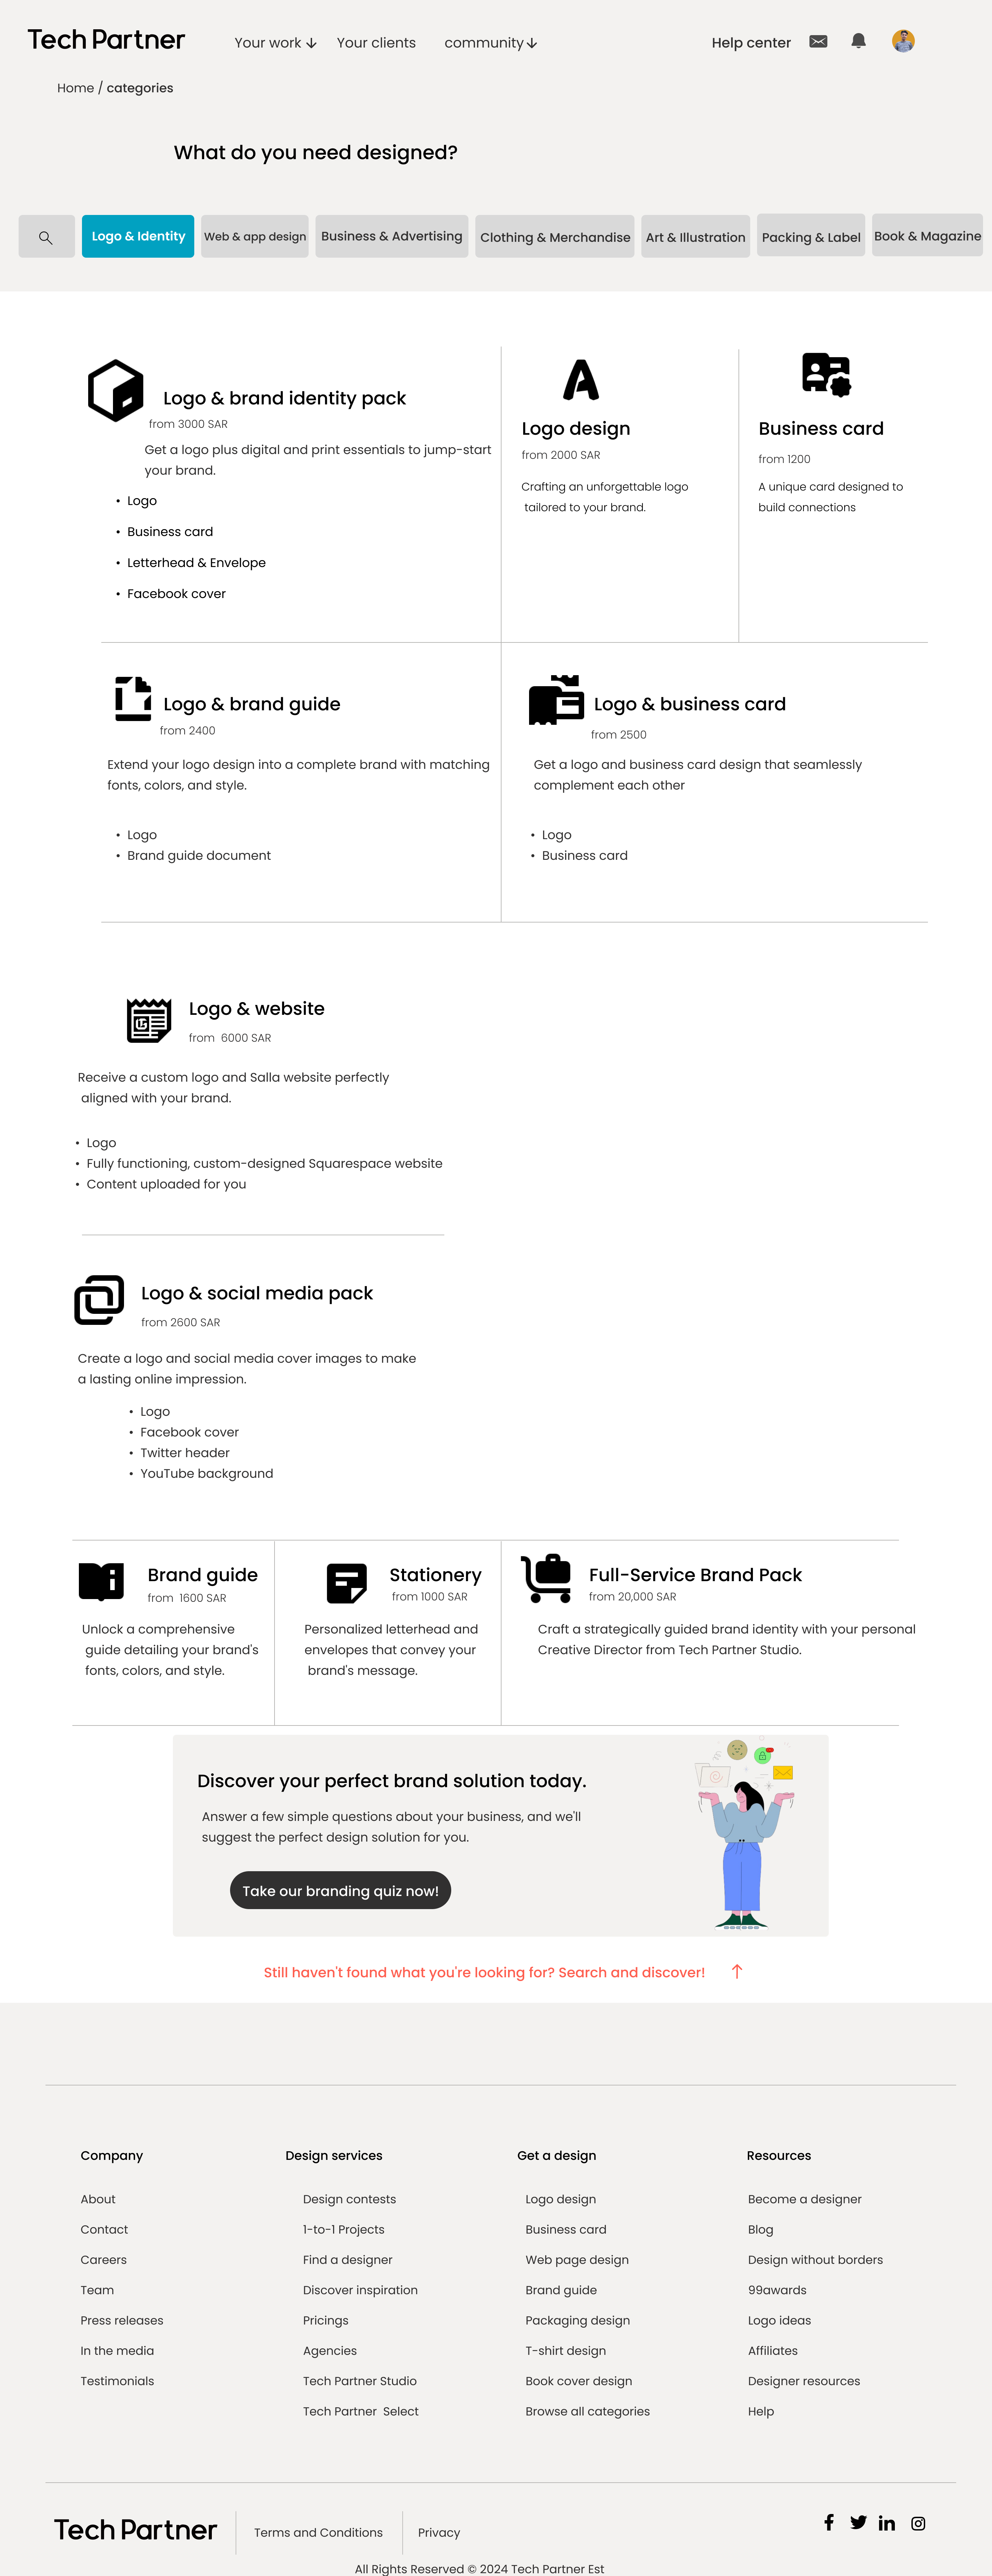 Tech Partner
Your work
Your clients
community
Help center
Home / categories
What do you need designed?
Logo & Identity
Web & app design
Business & Advertising
Clothing & Merchandise
Art & Illustration
Packing & Label
Book & Magazine
Logo & brand identity pack
from 3000 SAR
Get a logo plus digital and print essentials to jump-start
your brand.
• Logo
• Business card
• Letterhead & Envelope
• Facebook cover
Logo design
from 2000 SAR
Crafting an unforgettable logo
tailored to your brand.
Business card
from 1200
A unique card designed to
build connections
Logo & brand guide
from 2400
Extend your logo design into a complete brand with matching
fonts, colors, and style.
• Logo
• Brand guide document
Logo & business card
from 2500
Get a logo and business card design that seamlessly
complement each other
• Logo
• Business card
Logo & website
from 6000 SAR
Receive a custom logo and Salla website perfectly
aligned with your brand.
• Logo
• Fully functioning, custom-designed Squarespace website
• Content uploaded for you
Logo & social media pack
from 2600 SAR
Create a logo and social media cover images to make
a lasting online impression.
• Logo
• Facebook cover
• Twitter header
• YouTube background
Brand guide
from 1600 SAR
Unlock a comprehensive
guide detailing your brand's
fonts, colors, and style.
Stationery
from 1000 SAR
Personalized letterhead and
envelopes that convey your
brand's message.
Full-Service Brand Pack
from 20,000 SAR
Craft a strategically guided brand identity with your personal
Creative Director from Tech Partner Studio.
Discover your perfect brand solution today.
Answer a few simple questions about your business, and we'll
suggest the perfect design solution for you.
Take our branding quiz now!
Still haven't found what you're looking for? Search and discover!
Company
About
Contact
Careers
Team
Press releases
In the media
Testimonials
Design services
Design contests
1-to-1 Projects
Find a designer
Discover inspiration
Pricings
Agencies
Tech Partner Studio
Tech Partner Select
Get a design
Logo design
Business card
Web page design
Brand guide
Packaging design
T-shirt design
Book cover design
Browse all categories
Resources
Become a designer
Blog
Design without borders
99awards
Logo ideas
Affiliates
Designer resources
Help
Tech Partner
Terms and Conditions
Privacy
All Rights Reserved © 2024 Tech Partner Est